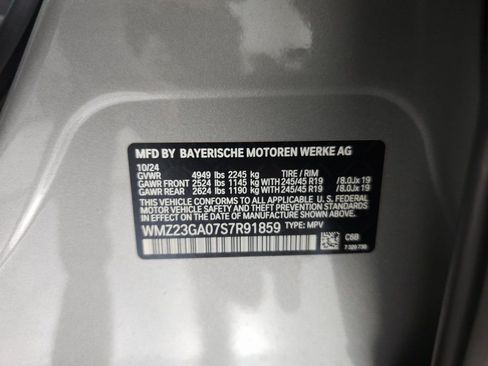 MFD BY BAYERISCHE MOTOREN WERKE AG
10/24
GVWR 4949 lbs 2245 kg TIRE / RIM
GAWR FRONT 2524 lbs 1145 kg WITH 245/45 R19 / 8.0Jx 19
GAWR REAR 2624 lbs 1190 kg WITH 245/45 R19 / 8.0Jx 19
THIS VEHICLE CONFORMS TO ALL APPLICABLE U. S. FEDERAL
MOTOR VEHICLE SAFETY, BUMPER, AND THEFT PREVENTION
STANDARDS IN EFFECT ON THE DATE OF MANUFACTURE SHOWN ABOVE.
WMZ23GA07S7R91859 TYPE: MPV
C6B